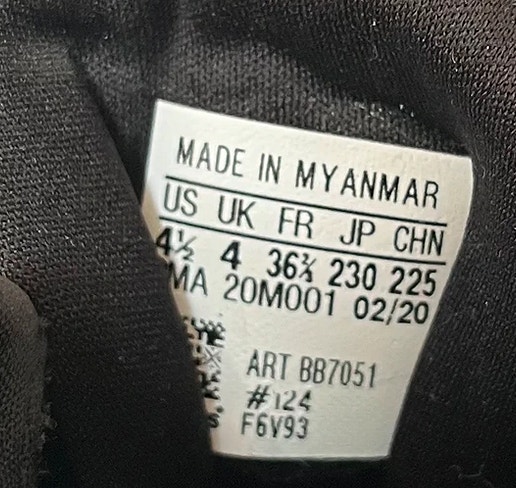 MADE IN MYANMAR
US UK FR JP CHN
4½ 4 36⅔ 230 225
MA 20M001 02/20
ART BB7051
#124
F6V93